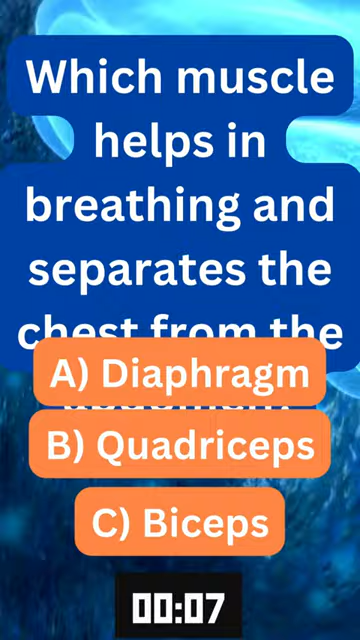 Which muscle
helps in
breathing and
separates the
chest from the
A) Diaphragm
B) Quadriceps
C) Biceps
00:07